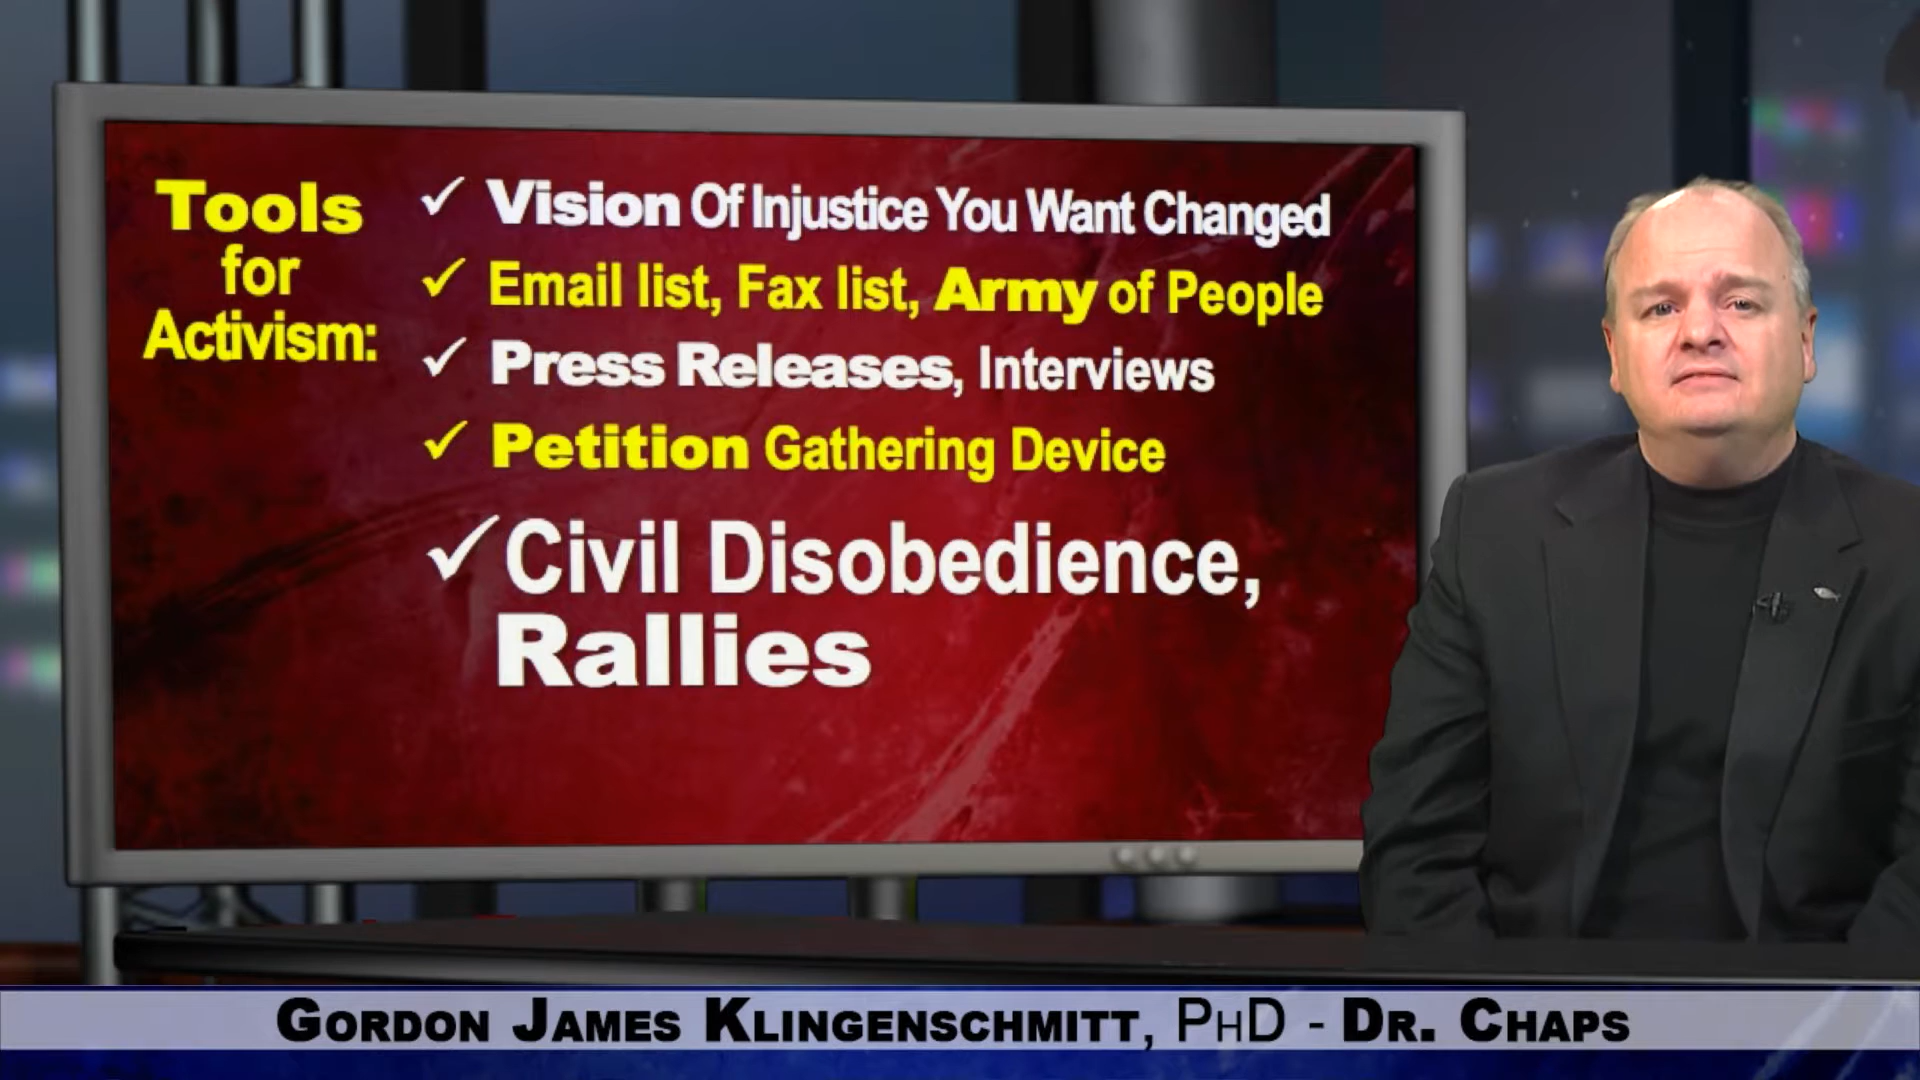 Tools
for
Activism:
✓ Vision Of Injustice You Want Changed
✓ Email list, Fax list, Army of People
✓ Press Releases, Interviews
✓ Petition Gathering Device
✓ Civil Disobedience,
Rallies
GORDON JAMES KLINGENSCHMITT, PHD - DR. CHAPS